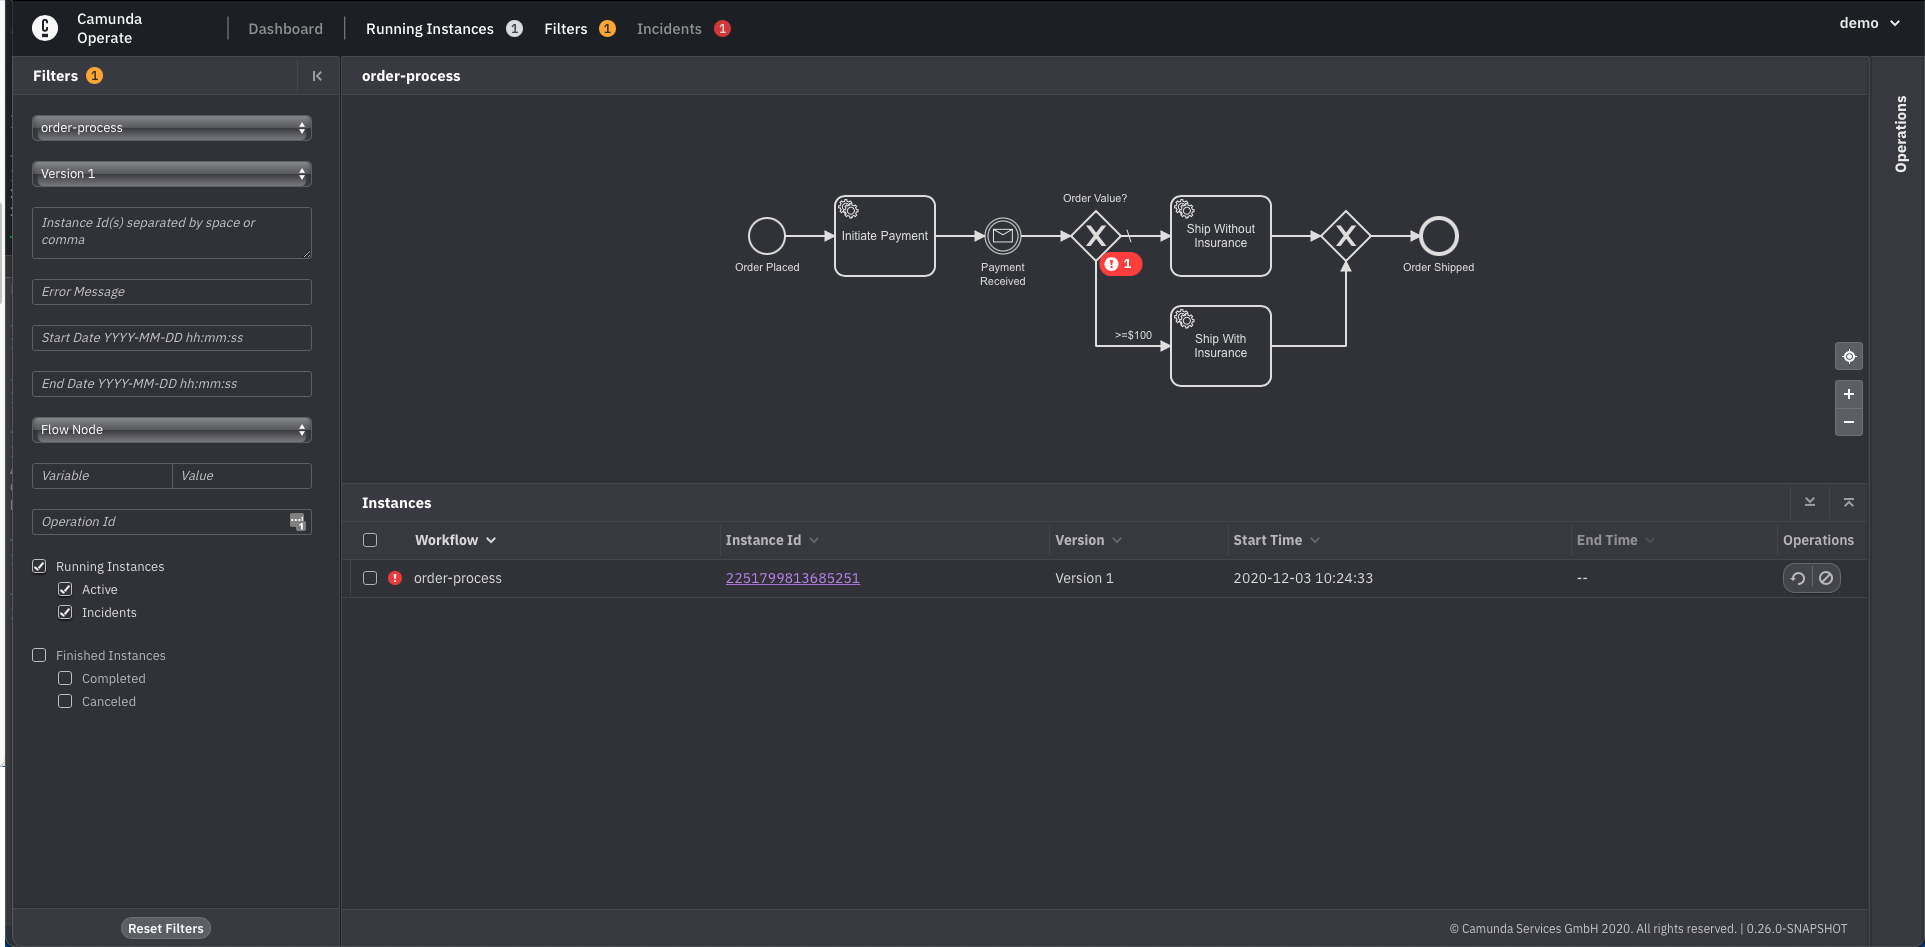 Camunda
Operate
Dashboard
Running Instances 1
Filters 1
Incidents 1
demo
Filters 1
order-process
Version 1
Instance Id(s) separated by space or
comma
Error Message
Start Date YYYY-MM-DD hh:mm:ss
End Date YYYY-MM-DD hh:mm:ss
Flow Node
Variable
Value
Operation Id
Running Instances
Active
Incidents
Finished Instances
Completed
Canceled
Reset Filters
order-process
Order Placed
Initiate Payment
Payment
Received
Order Value?
1
>=$100
Ship Without
Insurance
Ship With
Insurance
Order Shipped
Operations
Instances
Workflow
Instance Id
Version
Start Time
End Time
Operations
order-process
2251799813685251
Version 1
2020-12-03 10:24:33
--
© Camunda Services GmbH 2020. All rights reserved. | 0.26.0-SNAPSHOT